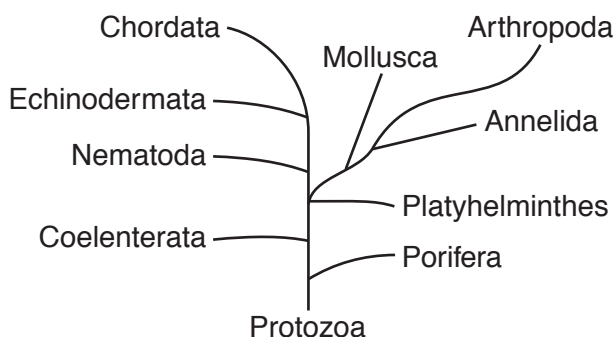 Chordata
Arthropoda
Mollusca
Echinodermata
Annelida
Nematoda
Platyhelminthes
Coelenterata
Porifera
Protozoa